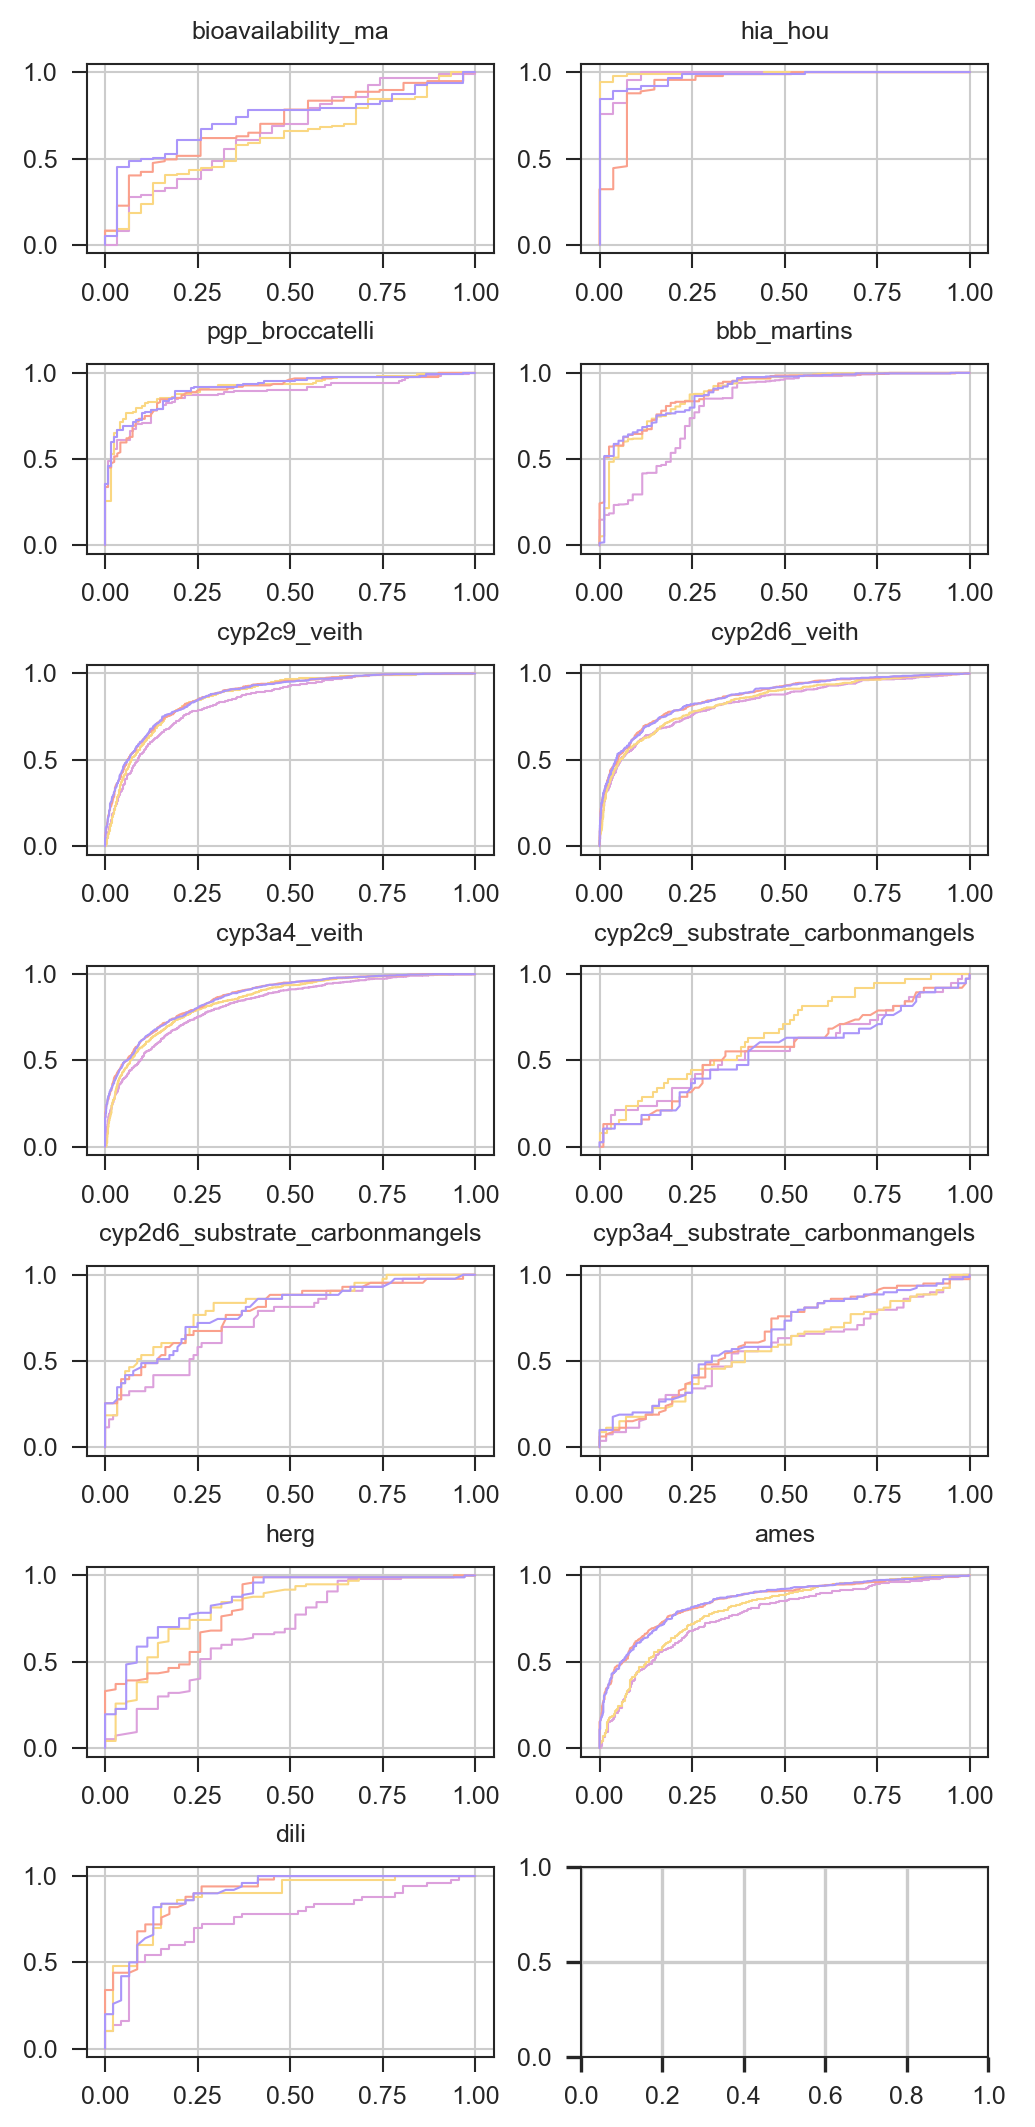 bioavailability_ma
hia_hou
1.0
0.5
0.0
0.00 0.25 0.50 0.75 1.00
1.0
0.5
0.0
0.00 0.25 0.50 0.75 1.00
pgp_broccatelli
bbb_martins
1.0
0.5
0.0
0.00 0.25 0.50 0.75 1.00
1.0
0.5
0.0
0.00 0.25 0.50 0.75 1.00
cyp2c9_veith
cyp2d6_veith
1.0
0.5
0.0
0.00 0.25 0.50 0.75 1.00
1.0
0.5
0.0
0.00 0.25 0.50 0.75 1.00
cyp3a4_veith
cyp2c9_substrate_carbonmangels
1.0
0.5
0.0
0.00 0.25 0.50 0.75 1.00
1.0
0.5
0.0
0.00 0.25 0.50 0.75 1.00
cyp2d6_substrate_carbonmangels
cyp3a4_substrate_carbonmangels
1.0
0.5
0.0
0.00 0.25 0.50 0.75 1.00
1.0
0.5
0.0
0.00 0.25 0.50 0.75 1.00
herg
ames
1.0
0.5
0.0
0.00 0.25 0.50 0.75 1.00
1.0
0.5
0.0
0.00 0.25 0.50 0.75 1.00
dili
1.0
0.5
0.0
0.00 0.25 0.50 0.75 1.00
1.0
0.5
0.0
0.0 0.2 0.4 0.6 0.8 1.0